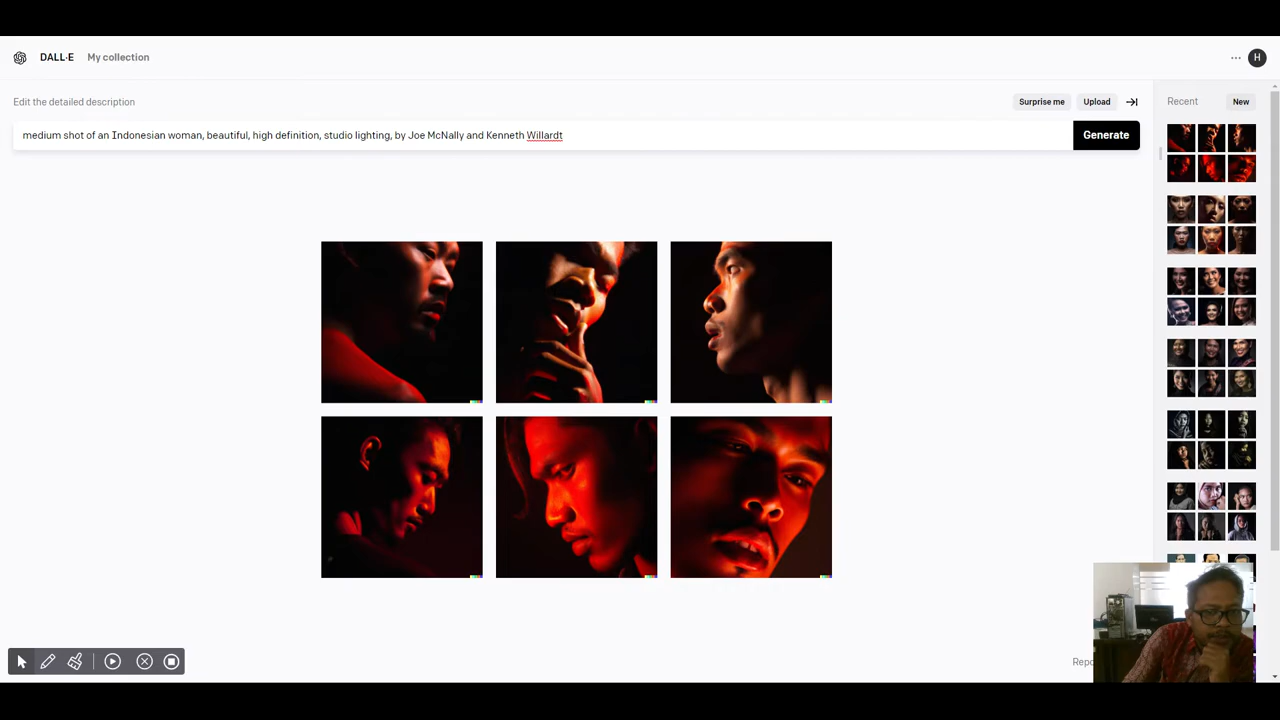 DALL·E My collection
H
Edit the detailed description
Surprise me
Upload
Recent
New
medium shot of an Indonesian woman, beautiful, high definition, studio lighting, by Joe McNally and Kenneth Willardt
Generate
Repo